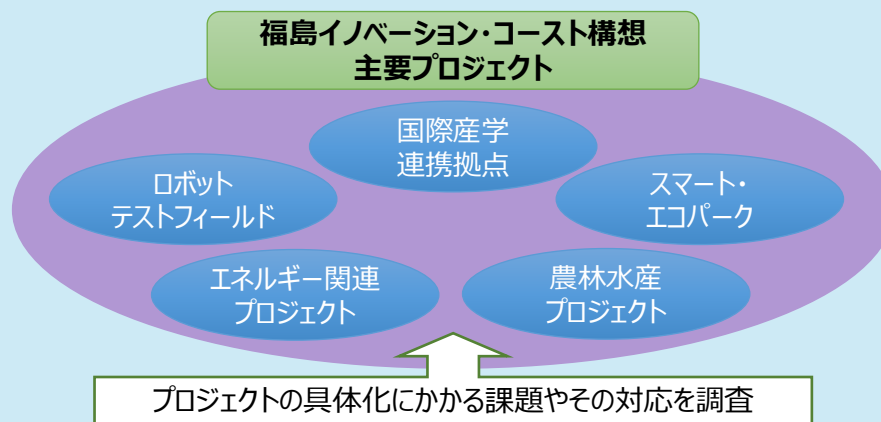 福島イノベーション・コースト構想
主要プロジェクト
国際産学
連携拠点
ロボット
テストフィールド
スマート・
エコパーク
エネルギー関連
プロジェクト
農林水産
プロジェクト
プロジェクトの具体化にかかる課題やその対応を調査